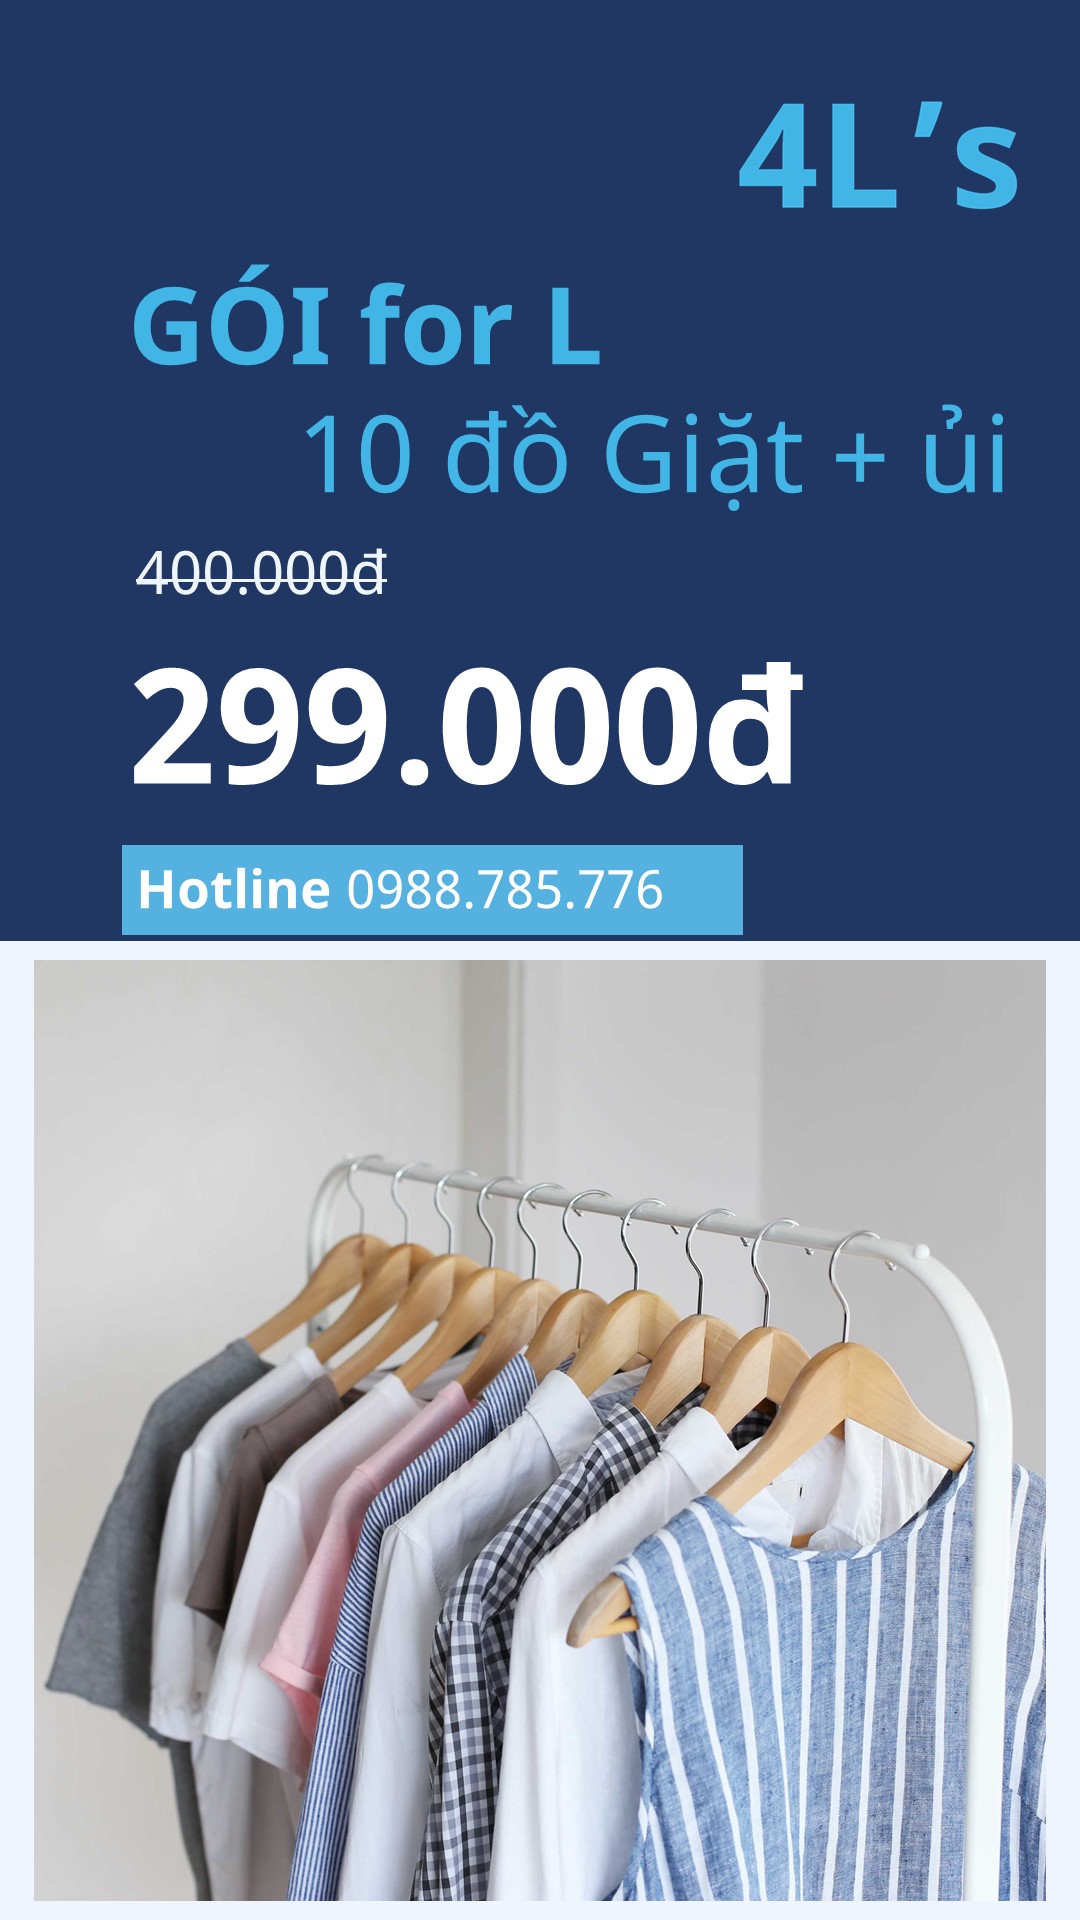 4L’s
GÓI for L
10 đồ Giặt + ủi
400.000đ
299.000đ
Hotline 0988.785.776